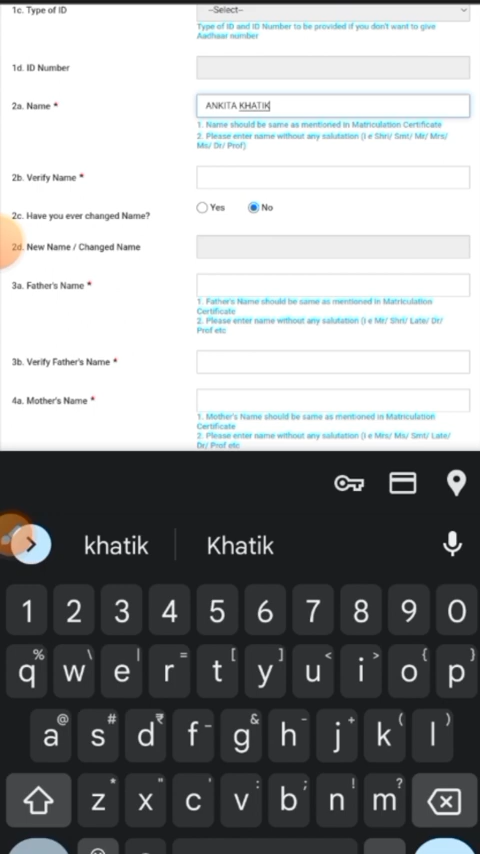 1c. Type of ID
--Select--
Type of ID and ID Number to be provided if you don't want to give
Aadhaar number
1d. ID Number
2a. Name *
ANKITA KHATIK
1. Name should be same as mentioned in Matriculation Certificate
2. Please enter name without any salutation (i e Shri/ Smt/ Mr/ Mrs/
Ms/ Dr/ Prof)
2b. Verify Name *
2c. Have you ever changed Name?
Yes No
2d. New Name / Changed Name
3a. Father's Name *
1. Father's Name should be same as mentioned in Matriculation
Certificate
2. Please enter name without any salutation (i e Mr/ Shri/ Late/ Dr/
Prof etc
3b. Verify Father's Name *
4a. Mother's Name *
1. Mother's Name should be same as mentioned in Matriculation
Certificate
2. Please enter name without any salutation (i e Mrs/ Ms/ Smt/ Late/
Dr/ Prof etc
khatik Khatik
1 2 3 4 5 6 7 8 9 0
% \ | = [ ] < > { }
q w e r t y u i o p
@ # ₹ _ & - + ( )
a s d f g h j k l
* " ' : ; ! ?
z x c v b n m